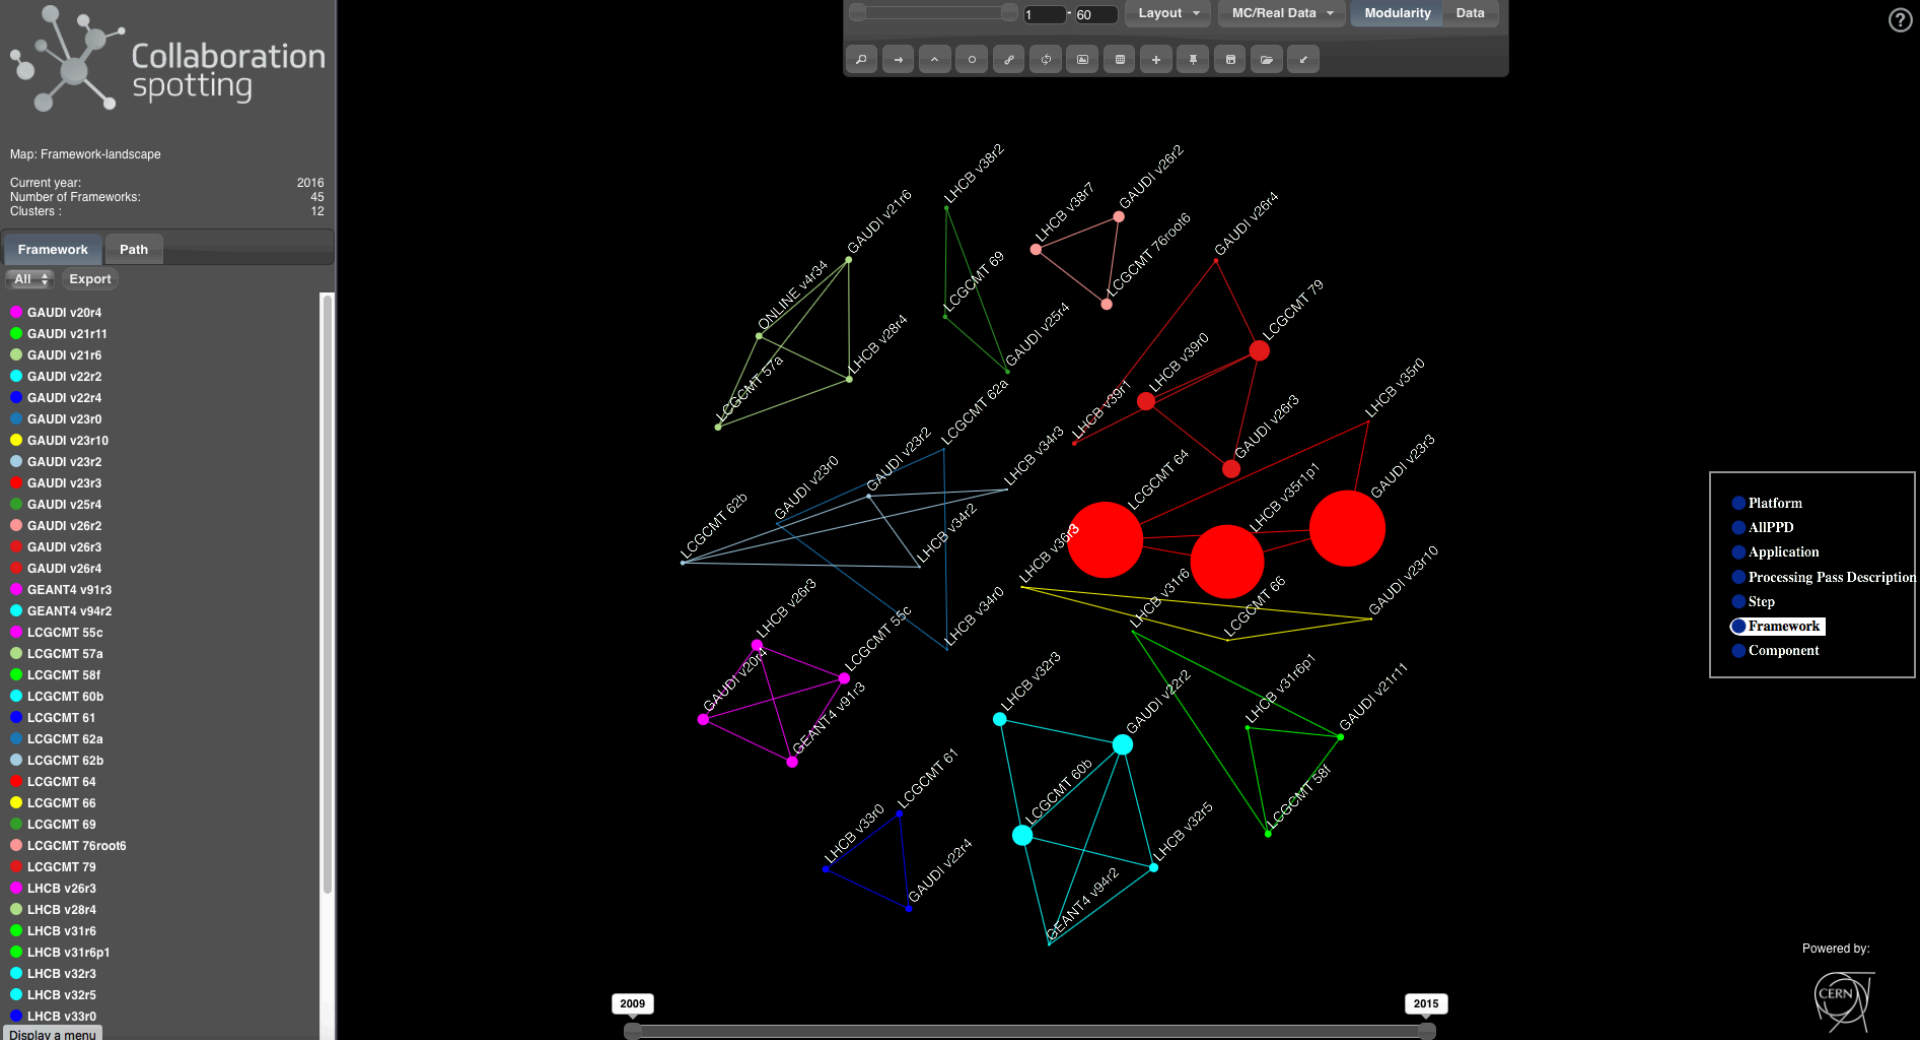 Collaboration
spotting
Map: Framework-landscape
Current year: 2016
Number of Frameworks: 45
Clusters : 12
Framework Path
All Export
GAUDI v20r4
GAUDI v21r11
GAUDI v21r6
GAUDI v22r2
GAUDI v22r4
GAUDI v23r0
GAUDI v23r10
GAUDI v23r2
GAUDI v23r3
GAUDI v25r4
GAUDI v26r2
GAUDI v26r3
GAUDI v26r4
GEANT4 v91r3
GEANT4 v94r2
LCGCMT 55c
LCGCMT 57a
LCGCMT 58f
LCGCMT 60b
LCGCMT 61
LCGCMT 62a
LCGCMT 62b
LCGCMT 64
LCGCMT 66
LCGCMT 69
LCGCMT 76root6
LCGCMT 79
LHCB v26r3
LHCB v28r4
LHCB v31r6
LHCB v31r6p1
LHCB v32r3
LHCB v32r5
LHCB v33r0
Display a menu
1 - 60 Layout MC/Real Data Modularity Data
?
LHCB v38r2
GAUDI v26r2
LHCB v38r7
GAUDI v21r6
GAUDI v26r4
LCGCMT 76root6
ONLINE v4r34
LCGCMT 69
LCGCMT 79
LHCB v28r4
GAUDI v25r4
LHCB v39r0
LCGCMT 57a
LCGCMT 62a
LHCB v39r1
LHCB v35r0
GAUDI v26r3
GAUDI v23r2
LHCB v34r3
GAUDI v23r0
LCGCMT 64
LHCB v35r1p1
GAUDI v23r3
LCGCMT 62b
LHCB v34r2
LHCB v36r3
GAUDI v23r10
LHCB v31r6
LCGCMT 66
LHCB v26r3
LCGCMT 55c
LHCB v34r0
GAUDI v20r4
GEANT4 v91r3
LHCB v32r3
GAUDI v22r2
LHCB v31r6p1
GAUDI v21r11
LCGCMT 61
LCGCMT 60b
LCGCMT 58f
LHCB v33r0
GAUDI v22r4
LHCB v32r5
GEANT4 v94r2
Platform
AllPPD
Application
Processing Pass Description
Step
Framework
Component
2009 2015
Powered by:
CERN